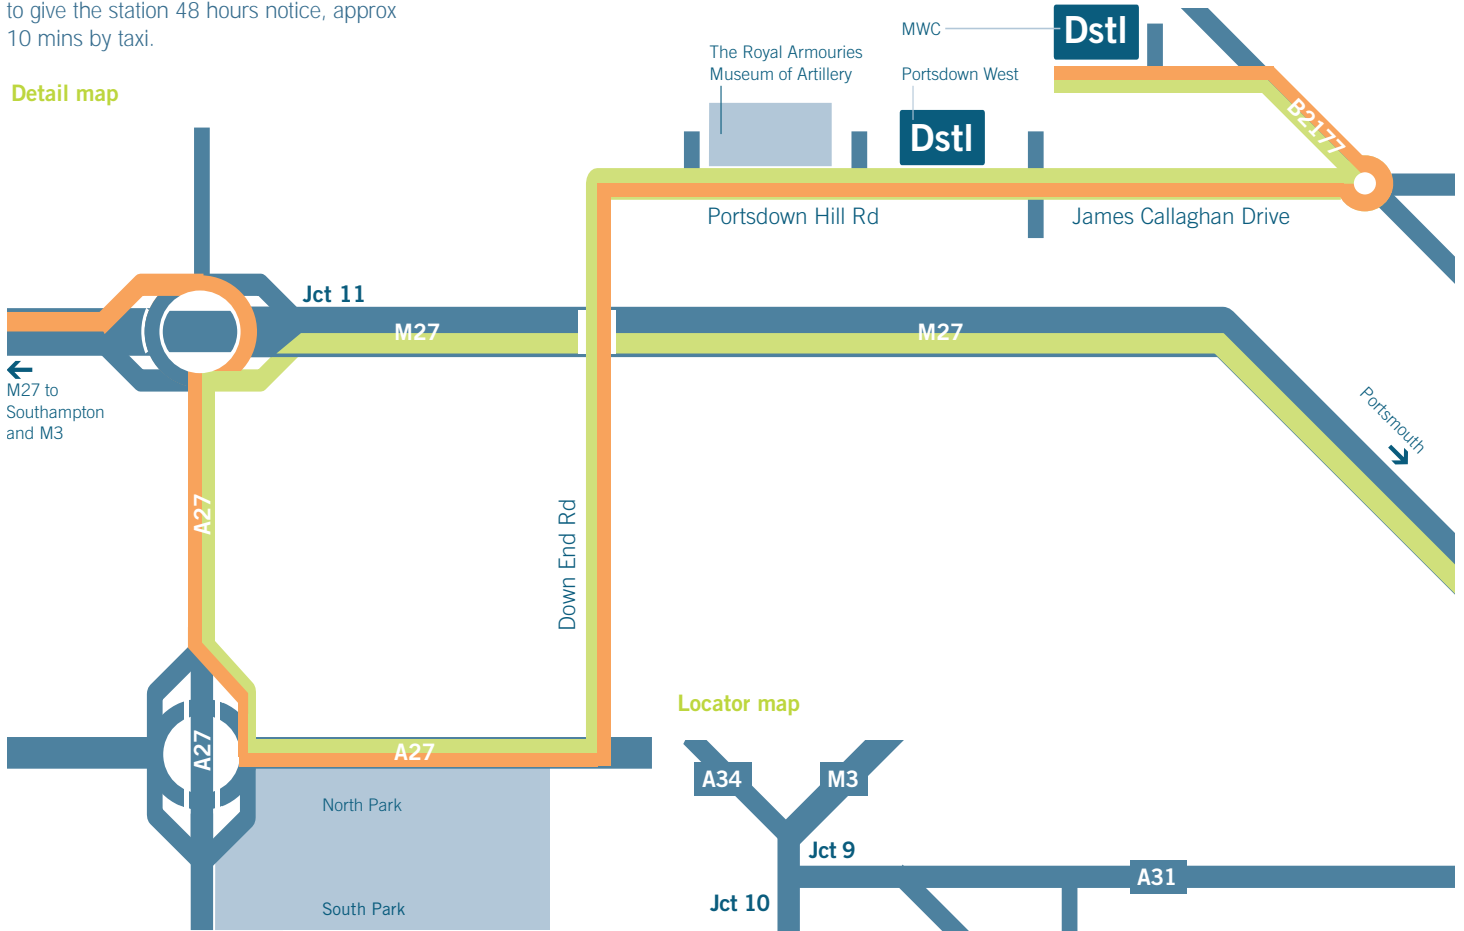 to give the station 48 hours notice, approx
10 mins by taxi.
Detail map
MWC
Dstl
The Royal Armouries
Museum of Artillery
Portsdown West
Dstl
B2177
Portsdown Hill Rd
James Callaghan Drive
Jct 11
M27
M27
M27 to
Southampton
and M3
Portsmouth
A27
Down End Rd
Locator map
A27
A27
North Park
South Park
A34
M3
Jct 9
A31
Jct 10